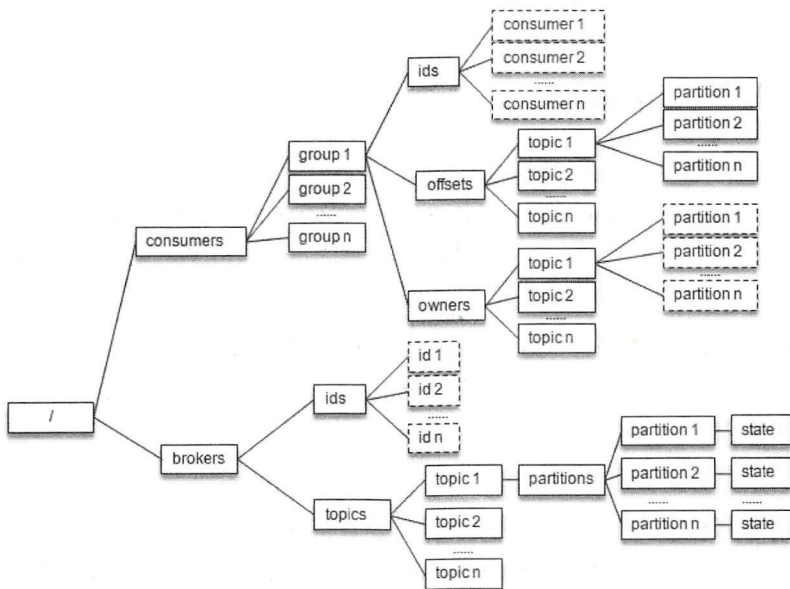 consumer 1
consumer 2
......
consumer n
ids
partition 1
partition 2
......
partition n
topic 1
topic 2
......
topic n
offsets
group 1
group 2
......
group n
consumers
partition 1
partition 2
......
partition n
topic 1
topic 2
......
topic n
owners
/
id 1
id 2
......
id n
ids
brokers
partition 1 state
partition 2 state
...... ......
partition n state
topic 1 partitions
topic 2
......
topic n
topics